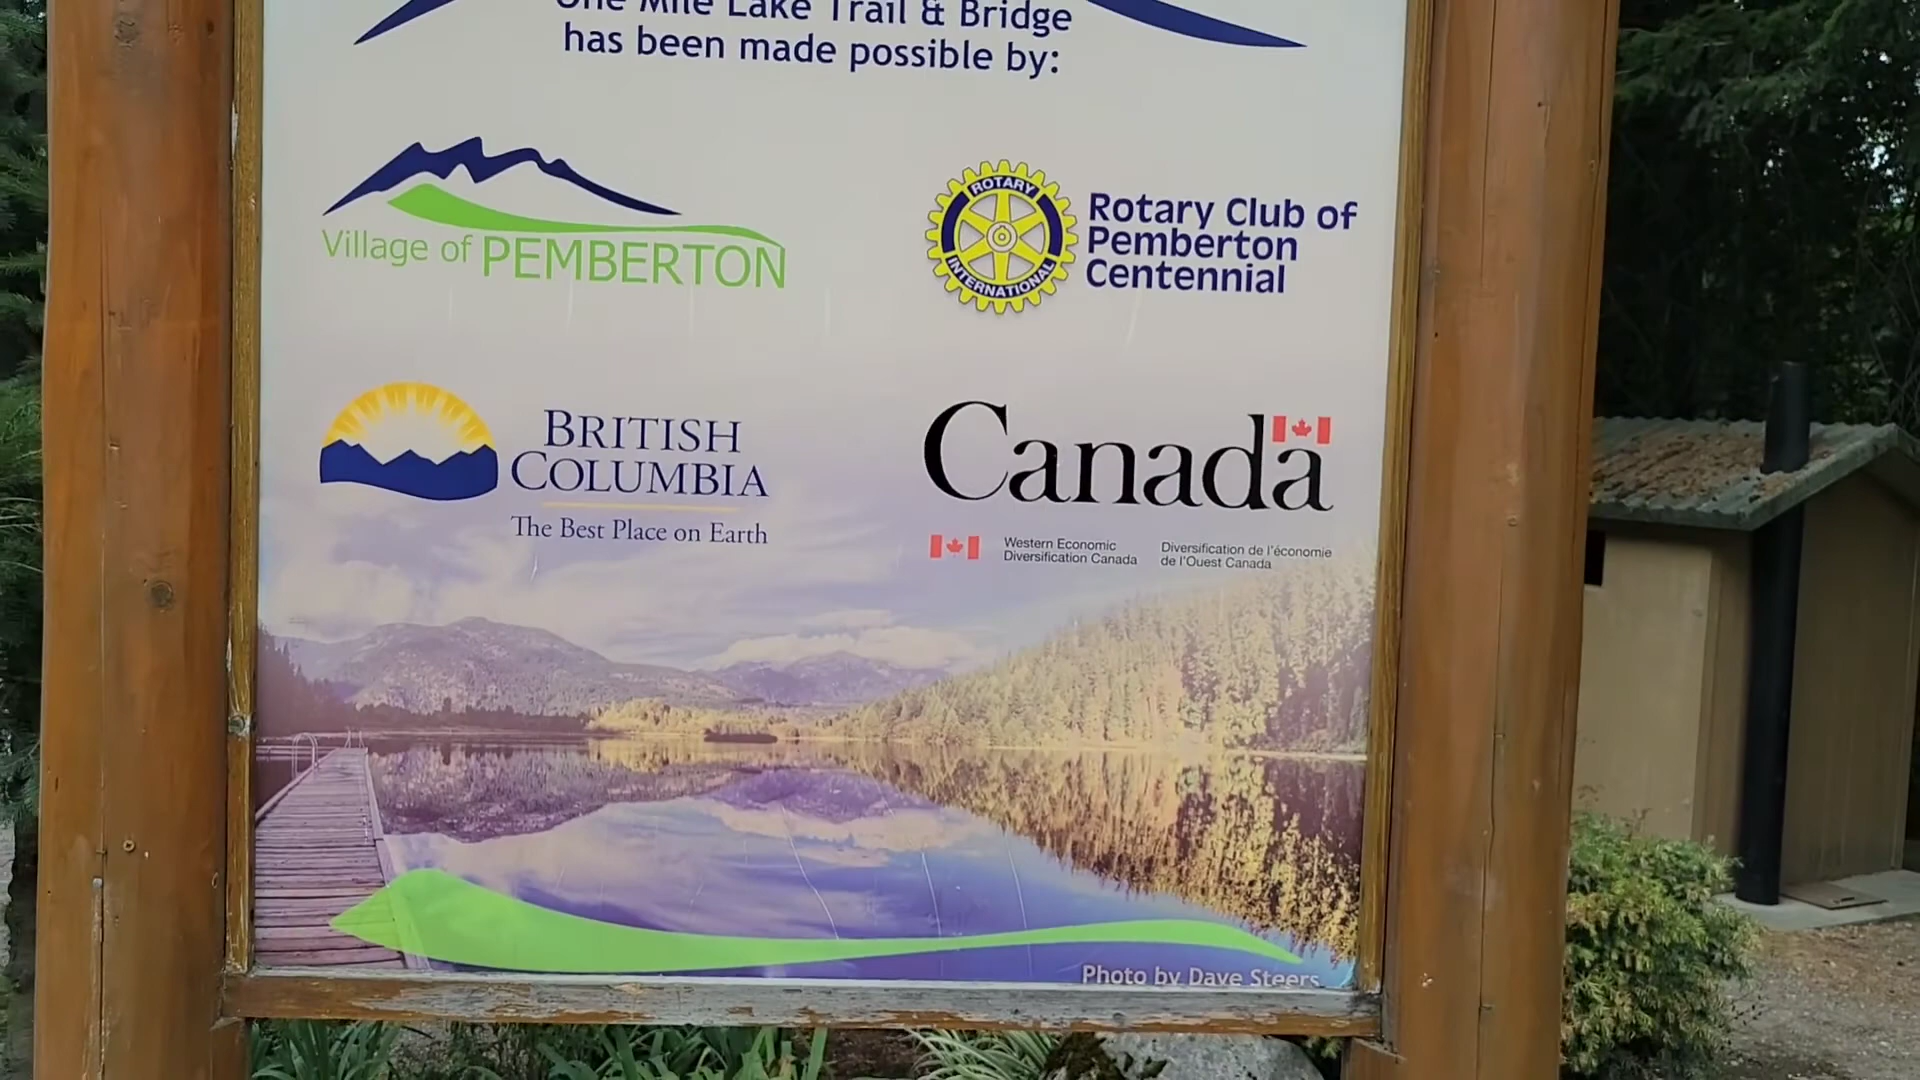 One Mile Lake Trail & Bridge
has been made possible by:
Village of PEMBERTON
ROTARY
INTERNATIONAL
Rotary Club of
Pemberton
Centennial
BRITISH
COLUMBIA
The Best Place on Earth
Canada
Western Economic
Diversification Canada
Diversification de l'économie
de l'Ouest Canada
Photo by Dave Steers